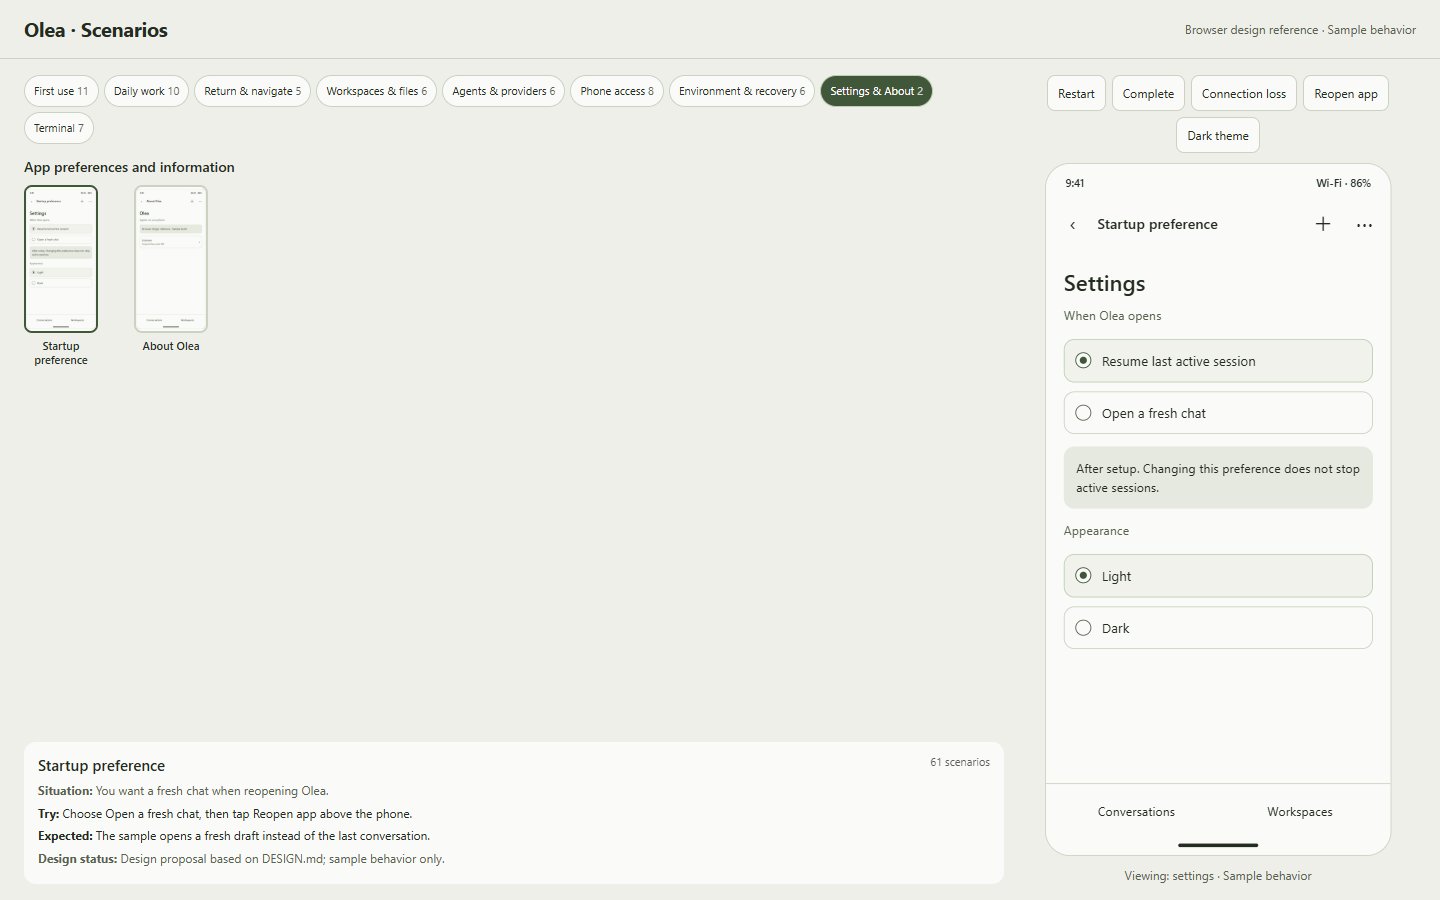 Olea · Scenarios
Browser design reference · Sample behavior
First use 11
Daily work 10
Return & navigate 5
Workspaces & files 6
Agents & providers 6
Phone access 8
Environment & recovery 6
Settings & About 2
Terminal 7
Restart
Complete
Connection loss
Reopen app
Dark theme
App preferences and information
Startup
preference
About Olea
9:41
Wi-Fi · 86%
Startup preference
Settings
When Olea opens
Resume last active session
Open a fresh chat
After setup. Changing this preference does not stop
active sessions.
Appearance
Light
Dark
Conversations
Workspaces
Viewing: settings · Sample behavior
Startup preference
61 scenarios
Situation: You want a fresh chat when reopening Olea.
Try: Choose Open a fresh chat, then tap Reopen app above the phone.
Expected: The sample opens a fresh draft instead of the last conversation.
Design status: Design proposal based on DESIGN.md; sample behavior only.